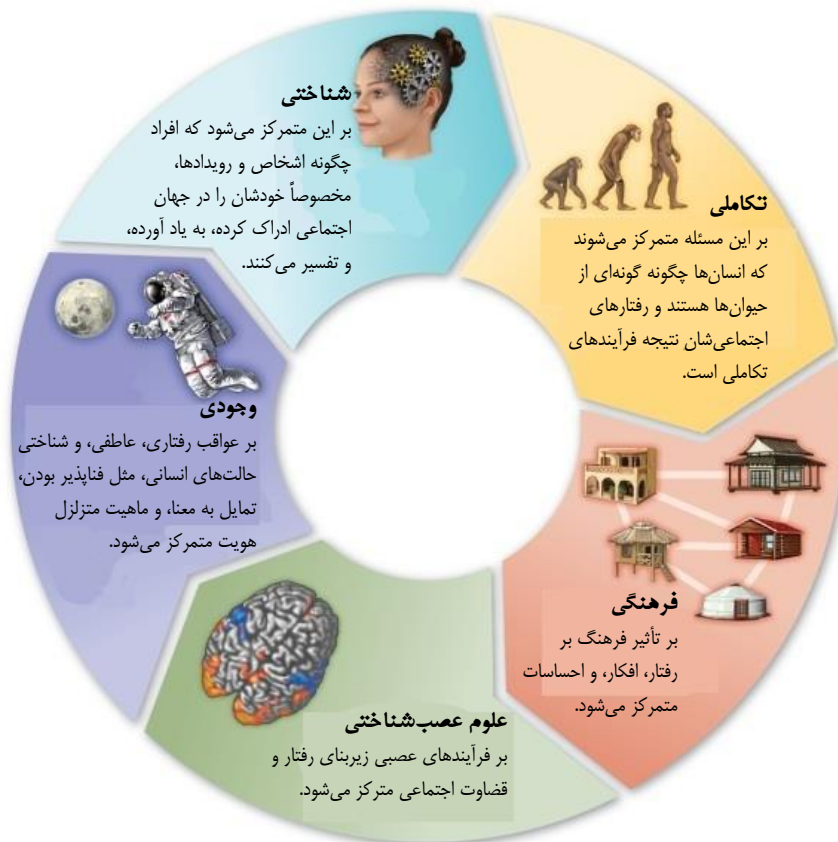 شناختی
بر این متمرکز می‌شود که افراد
چگونه اشخاص و رویدادها،
مخصوصاً خودشان را در جهان
اجتماعی ادراک کرده، به یاد آورده،
و تفسیر می‌کنند.
تکاملی
بر این مسئله متمرکز می‌شوند
که انسان‌ها چگونه گونه‌ای از
حیوان‌ها هستند و رفتارهای
اجتماعی‌شان نتیجه فرآیندهای
تکاملی است.
فرهنگی
بر تأثیر فرهنگ بر
رفتار، افکار، و احساسات
متمرکز می‌شود.
علوم عصب‌شناختی
بر فرآیندهای عصبی زیربنای رفتار و
قضاوت اجتماعی مترکز می‌شود.
وجودی
بر عواقب رفتاری، عاطفی، و شناختی
حالت‌های انسانی، مثل فناپذیر بودن،
تمایل به معنا، و ماهیت متزلزل
هویت متمرکز می‌شود.